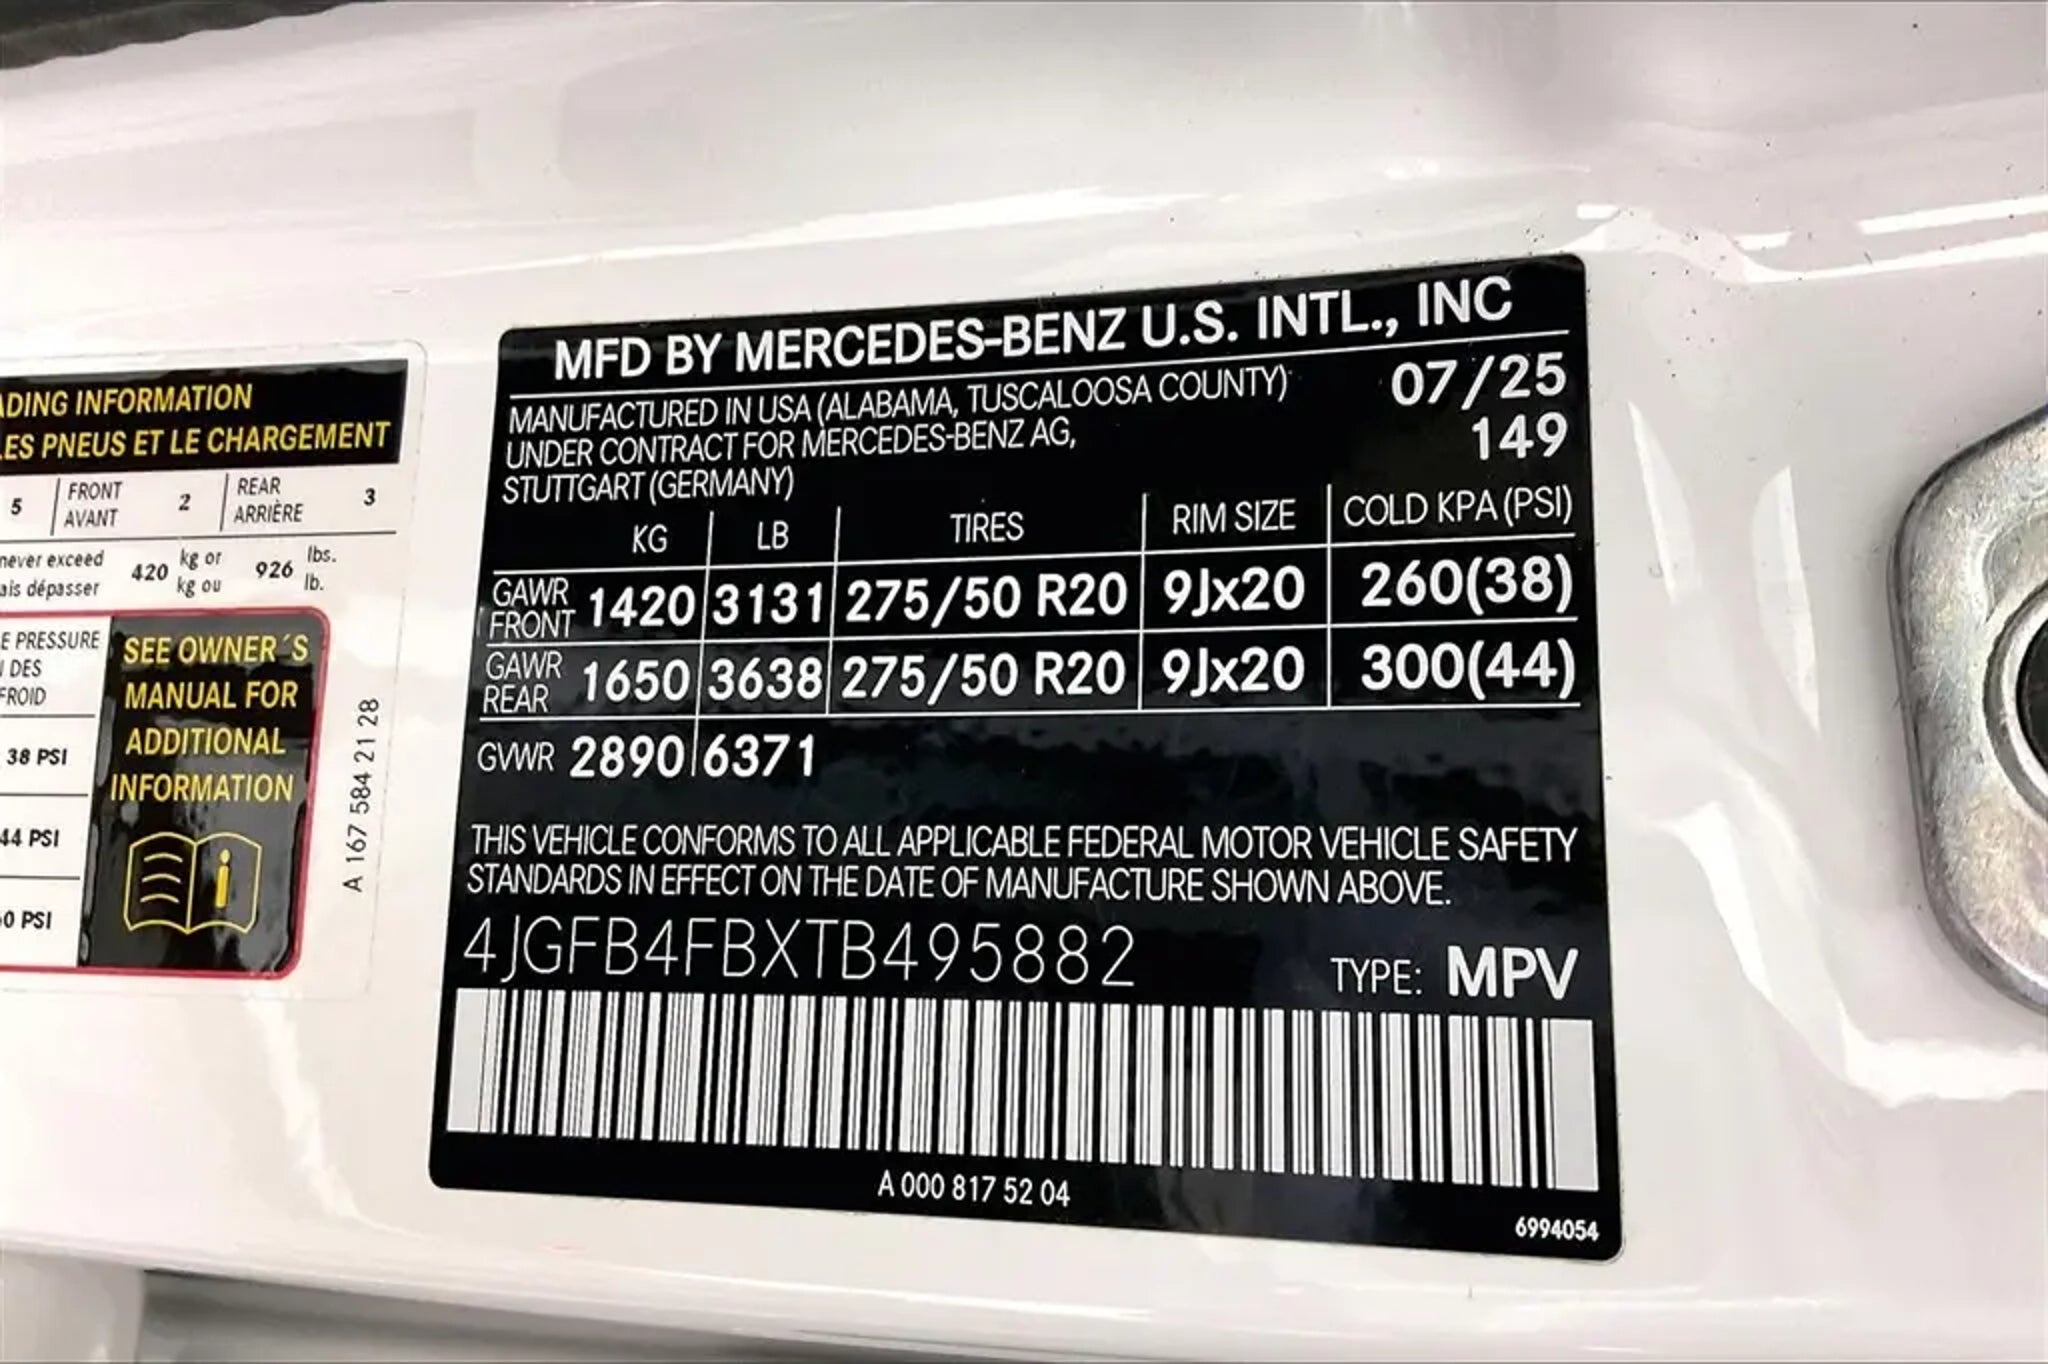 ADING INFORMATION
LES PNEUS ET LE CHARGEMENT
5 FRONT AVANT 2 REAR ARRIÈRE 3
never exceed 420 kg or 926 lbs.
ais dépasser kg ou lb.
E PRESSURE
DES
FROID
38 PSI
44 PSI
0 PSI
SEE OWNER´S
MANUAL FOR
ADDITIONAL
INFORMATION
i
A 167 584 21 28
MFD BY MERCEDES-BENZ U.S. INTL., INC
MANUFACTURED IN USA (ALABAMA, TUSCALOOSA COUNTY) 07/25
UNDER CONTRACT FOR MERCEDES-BENZ AG, 149
STUTTGART (GERMANY)
KG LB TIRES RIM SIZE COLD KPA (PSI)
GAWR FRONT 1420 3131 275/50 R20 9Jx20 260(38)
GAWR REAR 1650 3638 275/50 R20 9Jx20 300(44)
GVWR 2890 6371
THIS VEHICLE CONFORMS TO ALL APPLICABLE FEDERAL MOTOR VEHICLE SAFETY
STANDARDS IN EFFECT ON THE DATE OF MANUFACTURE SHOWN ABOVE.
4JGFB4FBXTB495882 TYPE: MPV
A 000 817 52 04
6994054